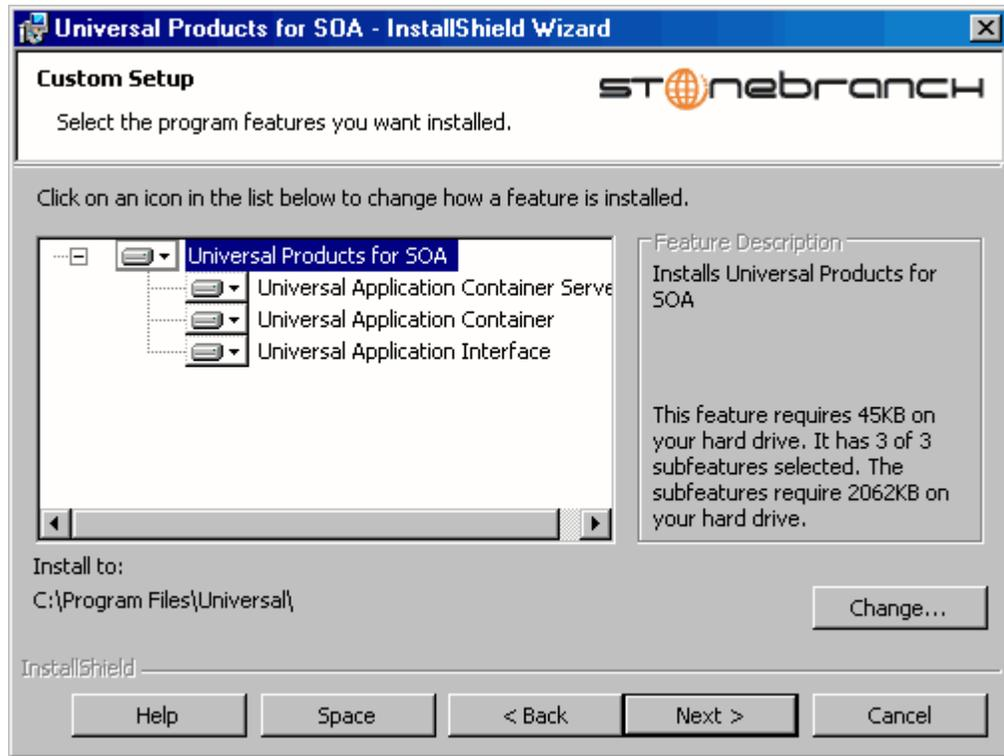 Universal Products for SOA - InstallShield Wizard
Custom Setup
STONEBRANCH
Select the program features you want installed.
Click on an icon in the list below to change how a feature is installed.
Universal Products for SOA
Universal Application Container Serve
Universal Application Container
Universal Application Interface
Feature Description
Installs Universal Products for
SOA
This feature requires 45KB on
your hard drive. It has 3 of 3
subfeatures selected. The
subfeatures require 2062KB on
your hard drive.
Install to:
C:\Program Files\Universal\
Change...
InstallShield
Help
Space
< Back
Next >
Cancel